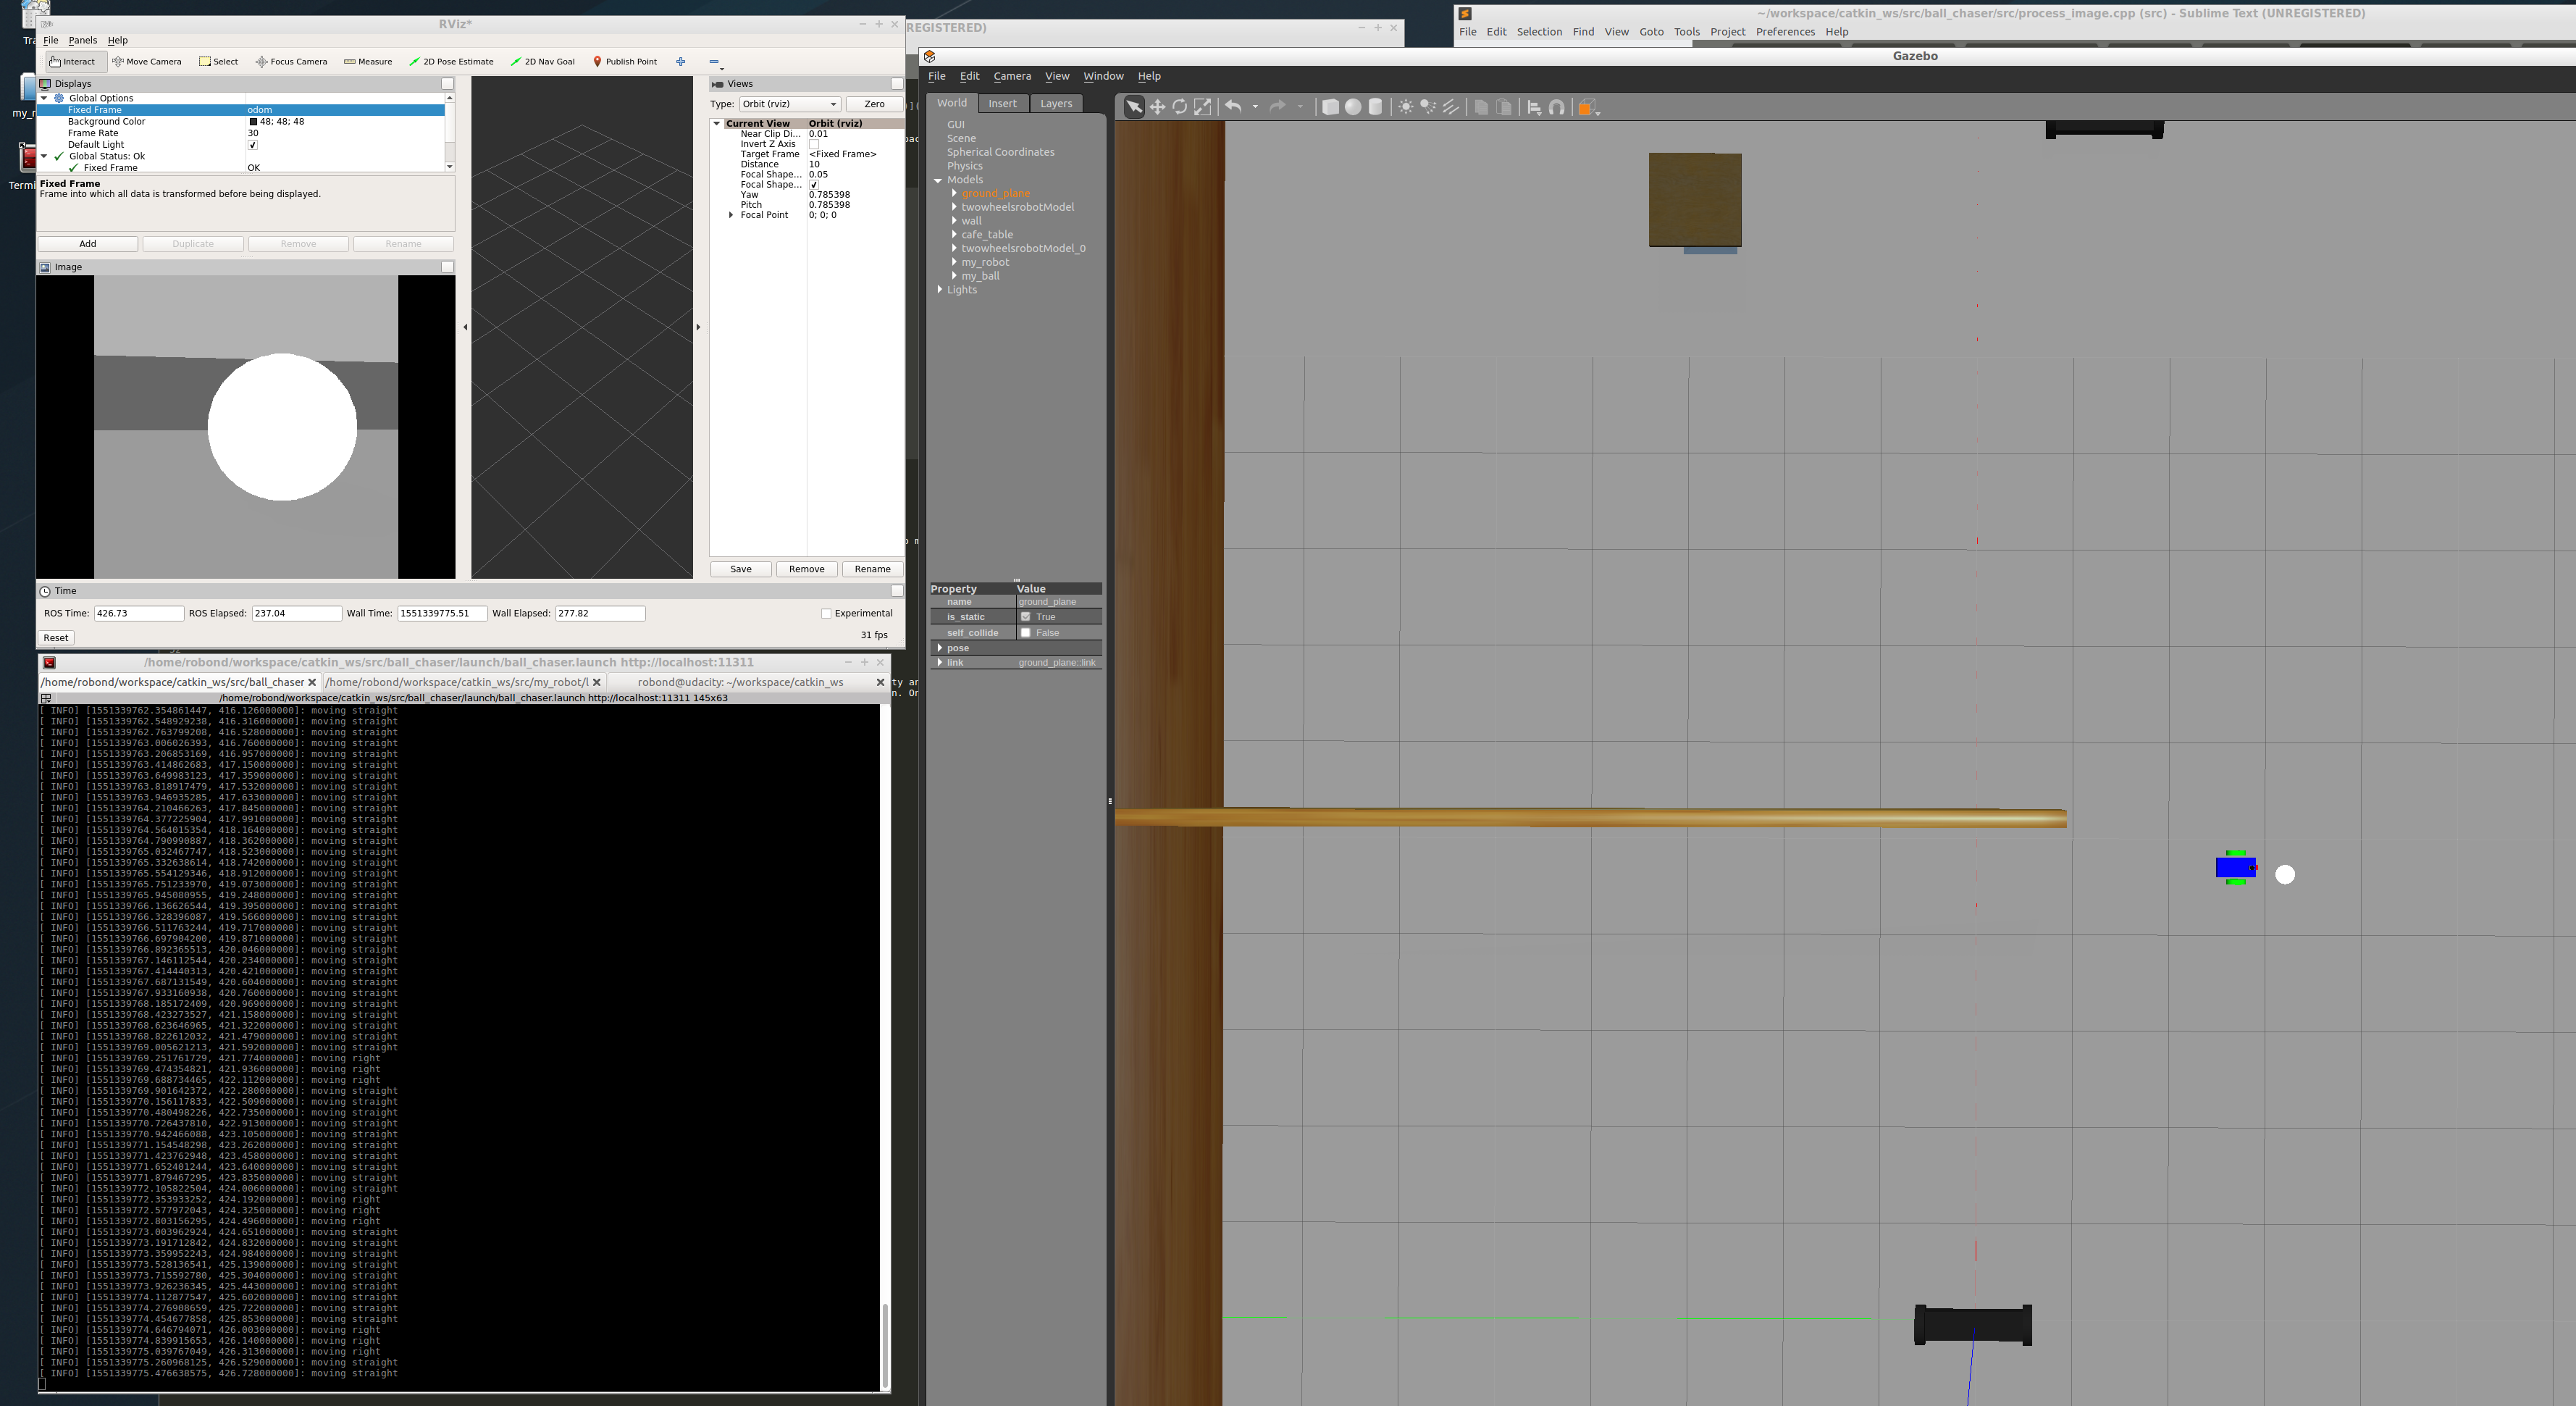 RViz*
File Panels Help
Interact Move Camera Select Focus Camera Measure 2D Pose Estimate 2D Nav Goal Publish Point
Displays
Global Options
Fixed Frame odom
Background Color 48; 48; 48
Frame Rate 30
Default Light
Global Status: Ok
Fixed Frame OK
Fixed Frame
Frame into which all data is transformed before being displayed.
Add Duplicate Remove Rename
Image
Views
Type: Orbit (rviz) Zero
Current View Orbit (rviz)
Near Clip Di... 0.01
Invert Z Axis
Target Frame <Fixed Frame>
Distance 10
Focal Shape... 0.05
Focal Shape...
Yaw 0.785398
Pitch 0.785398
Focal Point 0; 0; 0
Save Remove Rename
Time
ROS Time: 426.73 ROS Elapsed: 237.04 Wall Time: 1551339775.51 Wall Elapsed: 277.82 Experimental
Reset 31 fps
/home/robond/workspace/catkin_ws/src/ball_chaser/launch/ball_chaser.launch http://localhost:11311
/home/robond/workspace/catkin_ws/src/ball_chaser /home/robond/workspace/catkin_ws/src/my_robot/l robond@udacity: ~/workspace/catkin_ws
/home/robond/workspace/catkin_ws/src/ball_chaser/launch/ball_chaser.launch http://localhost:11311 145x63
[ INFO] [1551339762.354861447, 416.126000000]: moving straight
[ INFO] [1551339762.548929238, 416.316000000]: moving straight
[ INFO] [1551339762.763799208, 416.528000000]: moving straight
[ INFO] [1551339763.006026393, 416.760000000]: moving straight
[ INFO] [1551339763.206853169, 416.957000000]: moving straight
[ INFO] [1551339763.414862683, 417.150000000]: moving straight
[ INFO] [1551339763.649983123, 417.359000000]: moving straight
[ INFO] [1551339763.818917479, 417.532000000]: moving straight
[ INFO] [1551339763.946935285, 417.633000000]: moving straight
[ INFO] [1551339764.210466263, 417.845000000]: moving straight
[ INFO] [1551339764.377225904, 417.991000000]: moving straight
[ INFO] [1551339764.564015354, 418.164000000]: moving straight
[ INFO] [1551339764.790990887, 418.362000000]: moving straight
[ INFO] [1551339765.032467747, 418.523000000]: moving straight
[ INFO] [1551339765.332638614, 418.742000000]: moving straight
[ INFO] [1551339765.554129346, 418.912000000]: moving straight
[ INFO] [1551339765.751233970, 419.073000000]: moving straight
[ INFO] [1551339765.945080955, 419.248000000]: moving straight
[ INFO] [1551339766.136626544, 419.395000000]: moving straight
[ INFO] [1551339766.328396087, 419.566000000]: moving straight
[ INFO] [1551339766.511763244, 419.717000000]: moving straight
[ INFO] [1551339766.697904200, 419.871000000]: moving straight
[ INFO] [1551339766.892365513, 420.046000000]: moving straight
[ INFO] [1551339767.146112544, 420.234000000]: moving straight
[ INFO] [1551339767.414440313, 420.421000000]: moving straight
[ INFO] [1551339767.687131549, 420.604000000]: moving straight
[ INFO] [1551339767.933160938, 420.760000000]: moving straight
[ INFO] [1551339768.185172409, 420.969000000]: moving straight
[ INFO] [1551339768.423273527, 421.158000000]: moving straight
[ INFO] [1551339768.623646965, 421.322000000]: moving straight
[ INFO] [1551339768.822612032, 421.479000000]: moving straight
[ INFO] [1551339769.005621213, 421.592000000]: moving straight
[ INFO] [1551339769.251761729, 421.774000000]: moving right
[ INFO] [1551339769.474354821, 421.936000000]: moving right
[ INFO] [1551339769.688734465, 422.112000000]: moving right
[ INFO] [1551339769.901642372, 422.280000000]: moving straight
[ INFO] [1551339770.156117833, 422.509000000]: moving straight
[ INFO] [1551339770.480498226, 422.735000000]: moving straight
[ INFO] [1551339770.726437810, 422.913000000]: moving straight
[ INFO] [1551339770.942466088, 423.105000000]: moving straight
[ INFO] [1551339771.154548298, 423.262000000]: moving straight
[ INFO] [1551339771.423762948, 423.458000000]: moving straight
[ INFO] [1551339771.652401244, 423.640000000]: moving straight
[ INFO] [1551339771.879467295, 423.835000000]: moving straight
[ INFO] [1551339772.105822504, 424.006000000]: moving straight
[ INFO] [1551339772.353933252, 424.192000000]: moving right
[ INFO] [1551339772.577972043, 424.325000000]: moving right
[ INFO] [1551339772.803156295, 424.496000000]: moving right
[ INFO] [1551339773.003962924, 424.651000000]: moving straight
[ INFO] [1551339773.191712842, 424.832000000]: moving straight
[ INFO] [1551339773.359952243, 424.984000000]: moving straight
[ INFO] [1551339773.528136541, 425.139000000]: moving straight
[ INFO] [1551339773.715592780, 425.304000000]: moving straight
[ INFO] [1551339773.926236345, 425.443000000]: moving straight
[ INFO] [1551339774.112877547, 425.602000000]: moving straight
[ INFO] [1551339774.276908659, 425.722000000]: moving straight
[ INFO] [1551339774.454677858, 425.853000000]: moving straight
[ INFO] [1551339774.646794071, 426.003000000]: moving right
[ INFO] [1551339774.839915653, 426.140000000]: moving right
[ INFO] [1551339775.039767049, 426.313000000]: moving right
[ INFO] [1551339775.260968125, 426.529000000]: moving straight
[ INFO] [1551339775.476638575, 426.728000000]: moving straight
REGISTERED)
~/workspace/catkin_ws/src/ball_chaser/src/process_image.cpp (src) - Sublime Text (UNREGISTERED)
File Edit Selection Find View Goto Tools Project Preferences Help
Gazebo
File Edit Camera View Window Help
World Insert Layers
GUI
Scene
Spherical Coordinates
Physics
Models
ground_plane
twowheelsrobotModel
wall
cafe_table
twowheelsrobotModel_0
my_robot
my_ball
Lights
Property Value
name ground_plane
is_static True
self_collide False
pose
link ground_plane::link